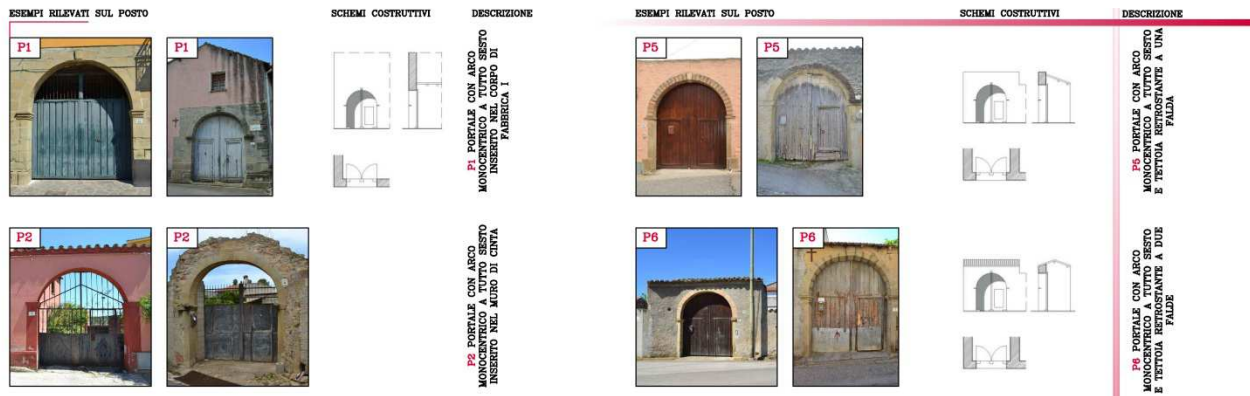 ESEMPI RILEVATI SUL POSTO
SCHEMI COSTRUTTIVI
DESCRIZIONE
P1
P1
P1 PORTALE CON ARCO
MONOCENTRICO A TUTTO SESTO
INSERITO NEL CORPO DI
FABBRICA I
P2
P2
P2 PORTALE CON ARCO
MONOCENTRICO A TUTTO SESTO
INSERITO NEL MURO DI CINTA
ESEMPI RILEVATI SUL POSTO
SCHEMI COSTRUTTIVI
DESCRIZIONE
P5
P5
P5 PORTALE CON ARCO
MONOCENTRICO A TUTTO SESTO
E TETTOIA RETROSTANTE A UNA
FALDA
P6
P6
P6 PORTALE CON ARCO
MONOCENTRICO A TUTTO SESTO
E TETTOIA RETROSTANTE A DUE
FALDE